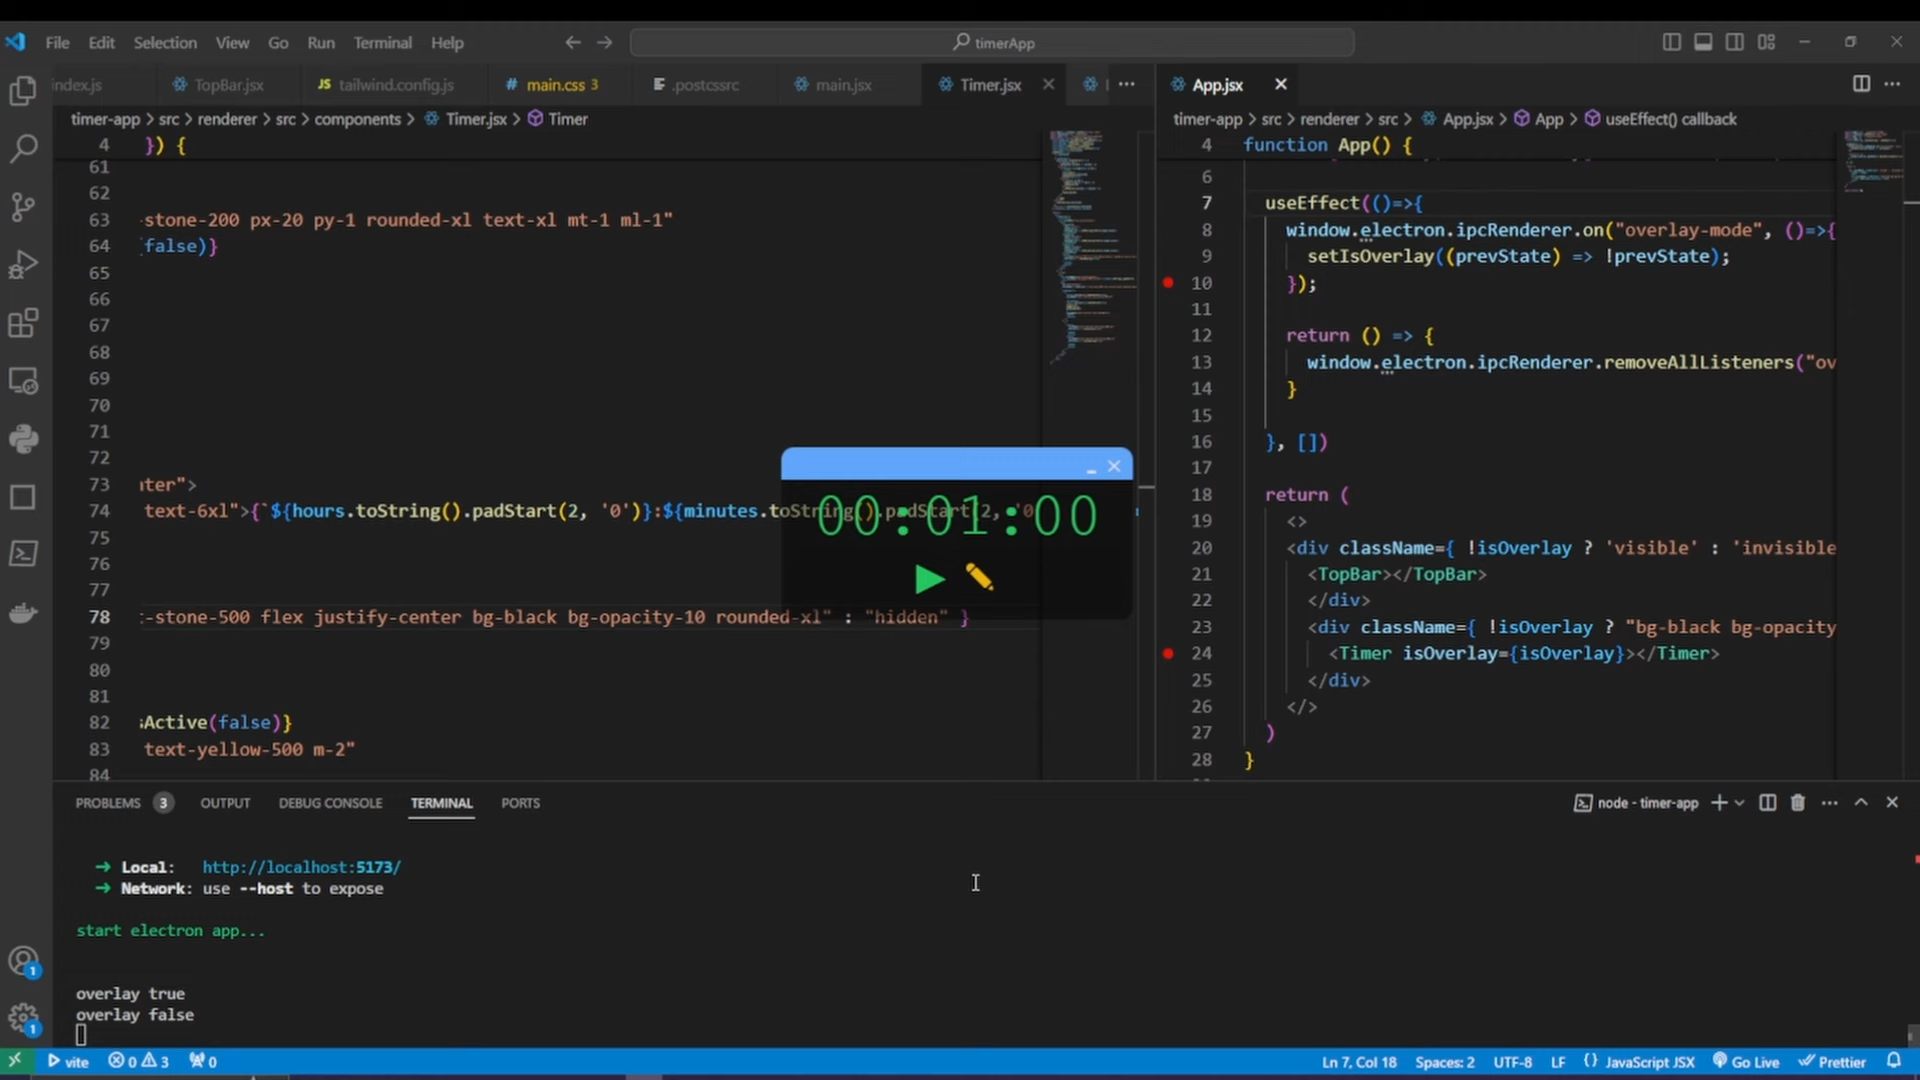 File Edit Selection View Go Run Terminal Help
timerApp
index.js TopBar.jsx JS tailwind.config.js main.css 3 .postcssrc main.jsx Timer.jsx
App.jsx
timer-app > src > renderer > src > components > Timer.jsx > Timer
4 }) {
61
62
63 -stone-200 px-20 py-1 rounded-xl text-xl mt-1 ml-1"
64 (false)}
65
66
67
68
69
70
71
72
73 nter">
74 text-6xl">{`${hours.toString().padStart(2, '0')}:${minutes.toString().padStart(2, '0
75
76
77
78 t-stone-500 flex justify-center bg-black bg-opacity-10 rounded-xl" : "hidden" }
79
80
81
82 sActive(false)}
83 text-yellow-500 m-2"
84
00:01:00
timer-app > src > renderer > src > App.jsx > App > useEffect() callback
4 function App() {
6
7 useEffect(()=>{
8 window.electron.ipcRenderer.on("overlay-mode", ()=>{
9 setIsOverlay((prevState) => !prevState);
10 });
11
12 return () => {
13 window.electron.ipcRenderer.removeAllListeners("ov
14 }
15
16 }, [])
17
18 return (
19 <>
20 <div className={ !isOverlay ? 'visible' : 'invisible
21 <TopBar></TopBar>
22 </div>
23 <div className={ !isOverlay ? "bg-black bg-opacity
24 <Timer isOverlay={isOverlay}></Timer>
25 </div>
26 </>
27 )
28 }
PROBLEMS 3 OUTPUT DEBUG CONSOLE TERMINAL PORTS
node - timer-app
➜ Local: http://localhost:5173/
➜ Network: use --host to expose
start electron app...
overlay true
overlay false
1
1
vite 0 3 0
Ln 7, Col 18 Spaces: 2 UTF-8 LF {} JavaScript JSX Go Live Prettier